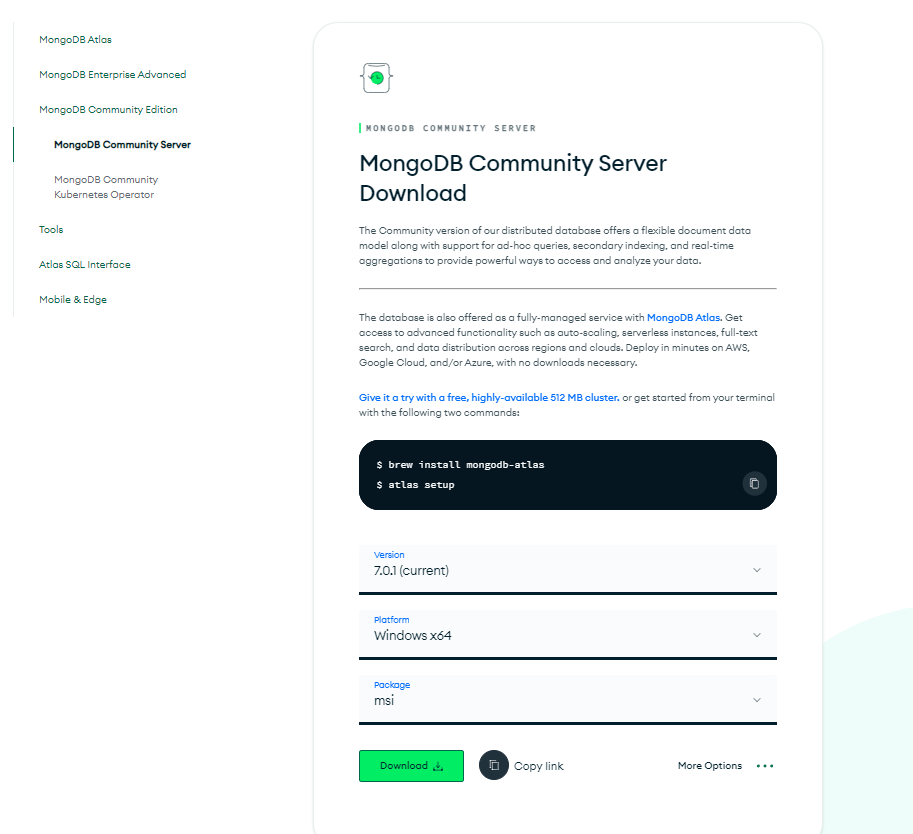 MongoDB Atlas
MongoDB Enterprise Advanced
MongoDB Community Edition
MongoDB Community Server
MongoDB Community
Kubernetes Operator
Tools
Atlas SQL Interface
Mobile & Edge
MONGODB COMMUNITY SERVER
MongoDB Community Server
Download
The Community version of our distributed database offers a flexible document data
model along with support for ad-hoc queries, secondary indexing, and real-time
aggregations to provide powerful ways to access and analyze your data.
The database is also offered as a fully-managed service with MongoDB Atlas. Get
access to advanced functionality such as auto-scaling, serverless instances, full-text
search, and data distribution across regions and clouds. Deploy in minutes on AWS,
Google Cloud, and/or Azure, with no downloads necessary.
Give it a try with a free, highly-available 512 MB cluster. or get started from your terminal
with the following two commands:
$ brew install mongodb-atlas
$ atlas setup
Version
7.0.1 (current)
Platform
Windows x64
Package
msi
Download
Copy link
More Options